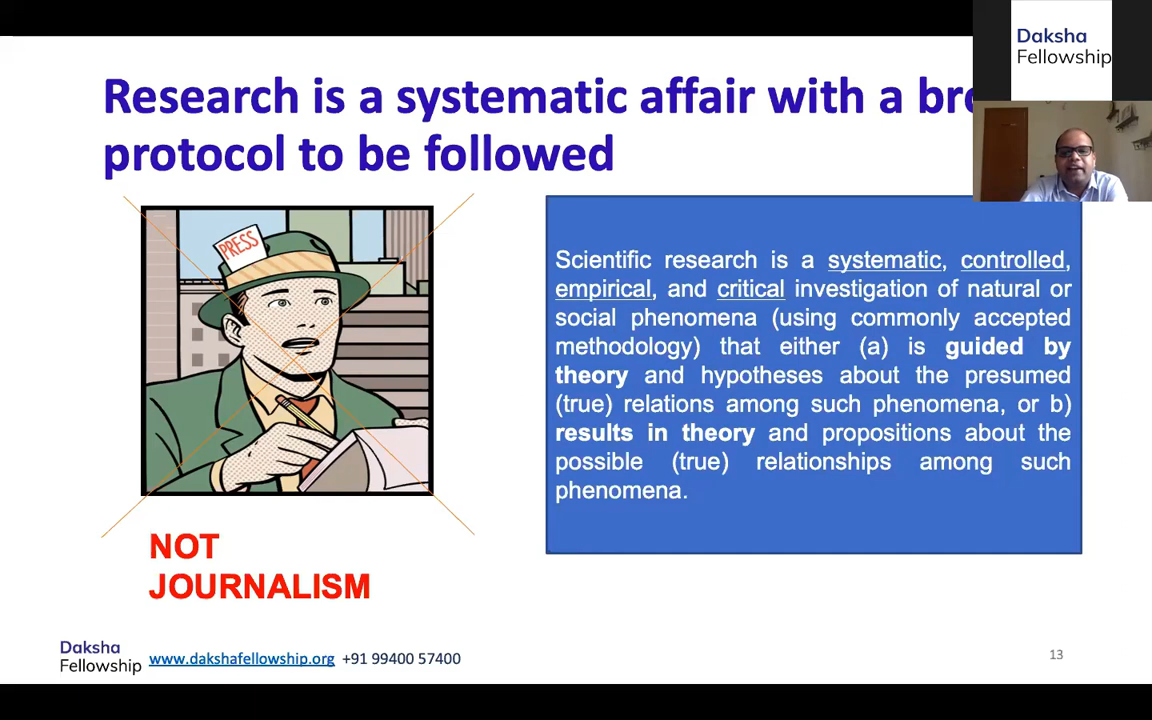 Daksha
Fellowship
Research is a systematic affair with a
protocol to be followed
PRESS
Scientific research is a systematic, controlled,
empirical, and critical investigation of natural or
social phenomena (using commonly accepted
methodology) that either (a) is guided by
theory and hypotheses about the presumed
(true) relations among such phenomena, or b)
results in theory and propositions about the
possible (true) relationships among such
phenomena.
NOT
JOURNALISM
Daksha
Fellowship
www.dakshafellowship.org +91 99400 57400
13